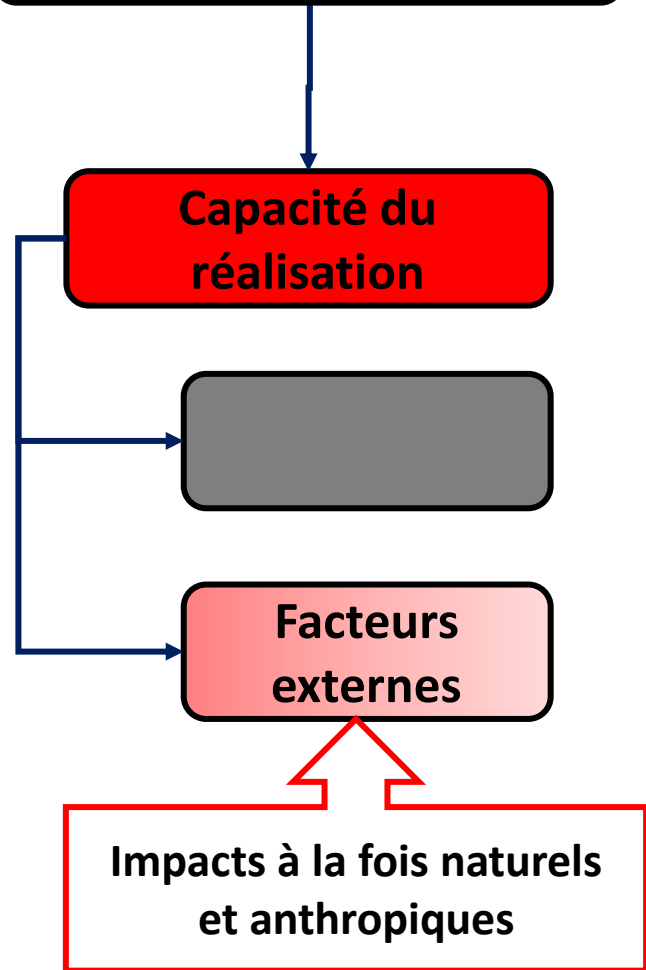 Capacité du
réalisation
Facteurs
externes
Impacts à la fois naturels
et anthropiques